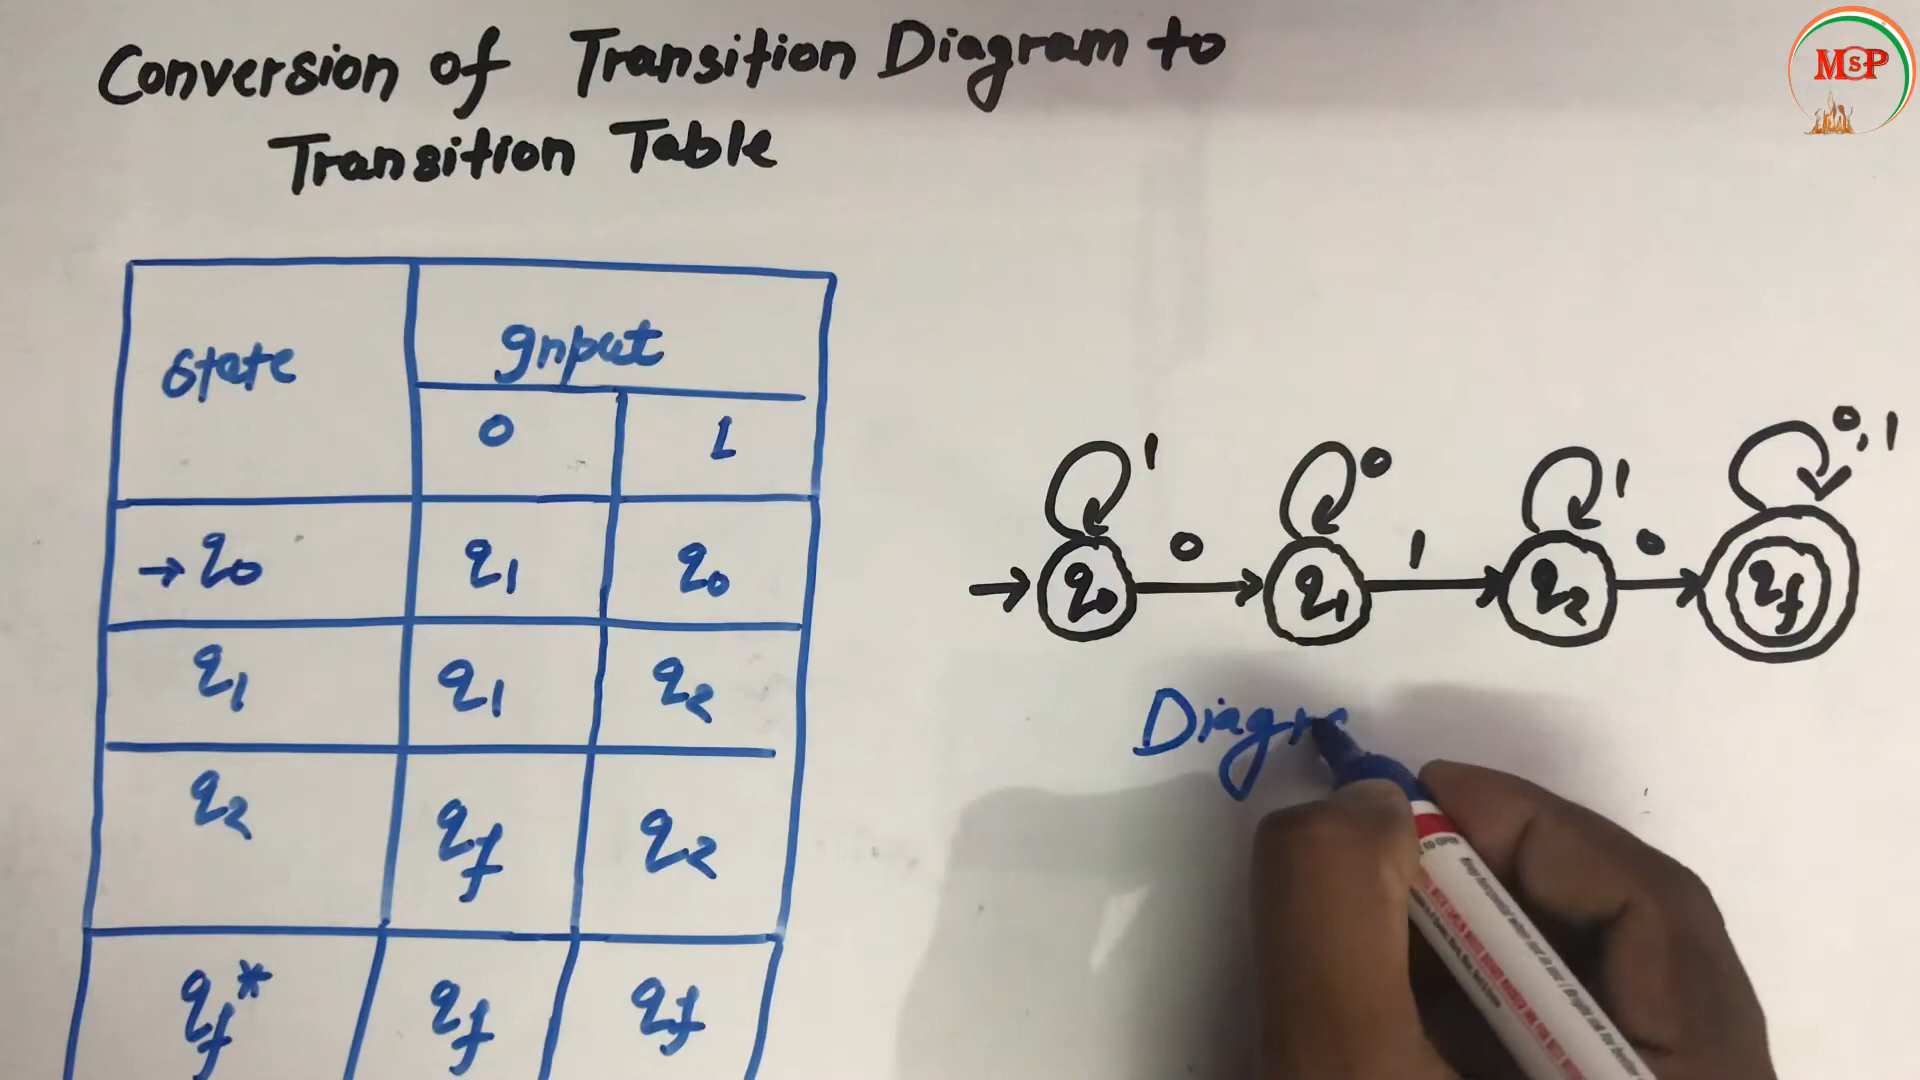 Conversion of Transition Diagram to
Transition Table
MSP
State
Input
0
1
→q0
q1
q0
q1
q1
q2
q2
qf
q2
qf*
qf
qf
1
0
1
0,1
0
1
0
q0
q1
q2
qf
Diagra